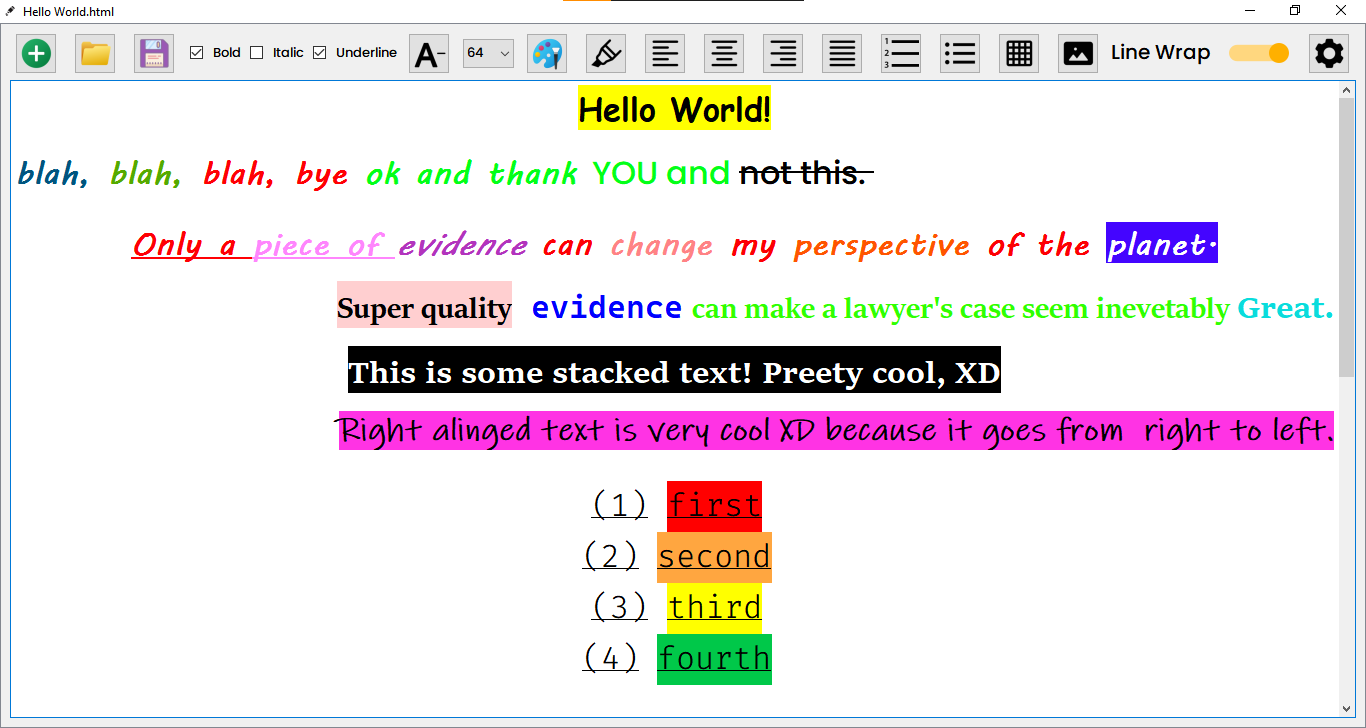 Hello World.html
Bold Italic Underline A- 64 Line Wrap
Hello World!
blah, blah, blah, bye ok and thank YOU and not this.
Only a piece of evidence can change my perspective of the planet.
Super quality evidence can make a lawyer's case seem inevetably Great.
This is some stacked text! Preety cool, XD
Right alinged text is very cool XD because it goes from right to left.
(1) first
(2) second
(3) third
(4) fourth